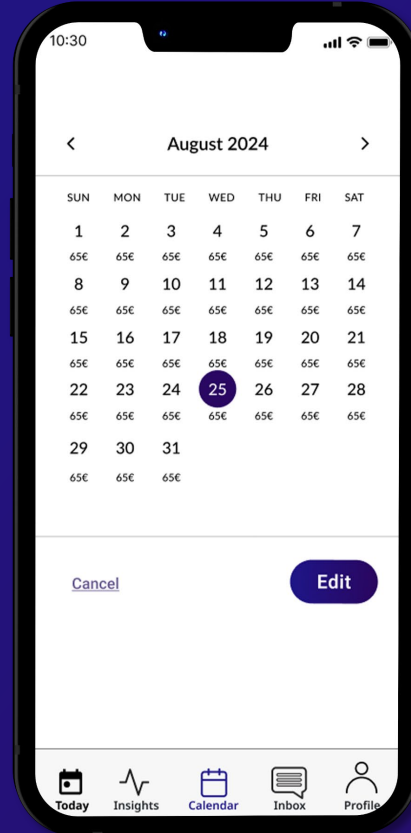 10:30
August 2024
SUN MON TUE WED THU FRI SAT
1 2 3 4 5 6 7
65€ 65€ 65€ 65€ 65€ 65€ 65€
8 9 10 11 12 13 14
65€ 65€ 65€ 65€ 65€ 65€ 65€
15 16 17 18 19 20 21
65€ 65€ 65€ 65€ 65€ 65€ 65€
22 23 24 25 26 27 28
65€ 65€ 65€ 65€ 65€ 65€ 65€
29 30 31
65€ 65€ 65€
Cancel Edit
Today Insights Calendar Inbox Profile